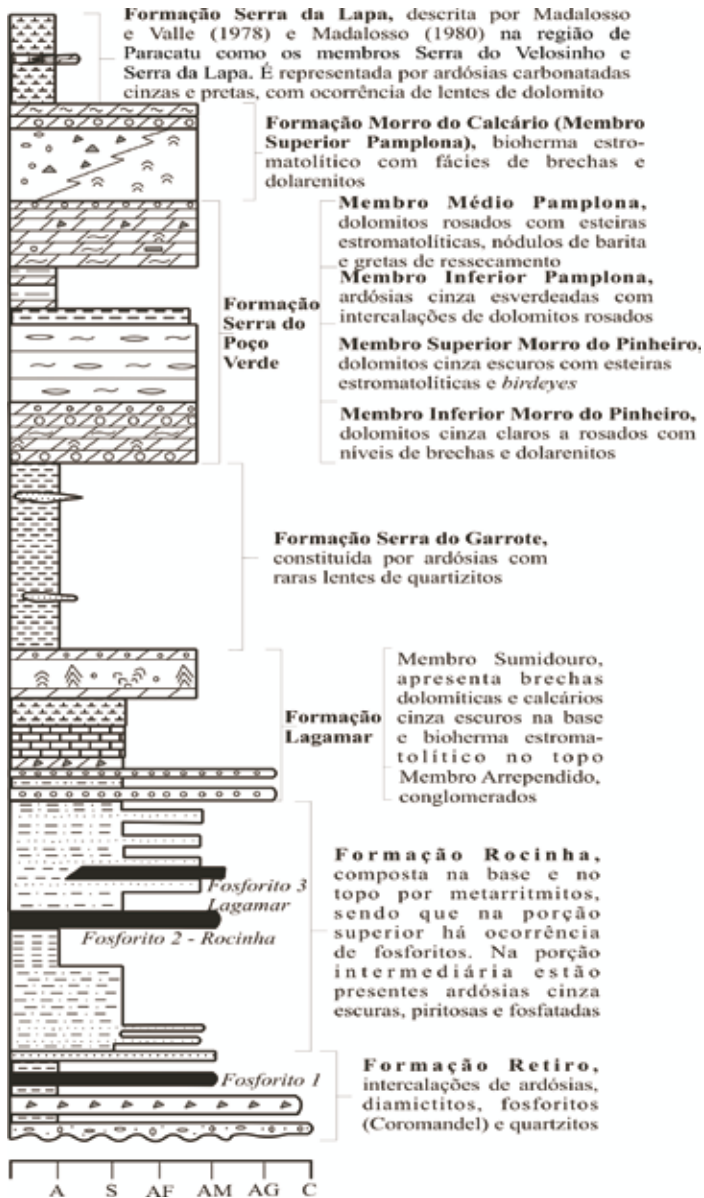 Formação Serra da Lapa, descrita por Madalosso
e Valle (1978) e Madalosso (1980) na região de
Paracatu como os membros Serra do Velosinho e
Serra da Lapa. É representada por ardósias carbonatadas
cinzas e pretas, com ocorrência de lentes de dolomito
Formação Morro do Calcário (Membro
Superior Pamplona), bioherma estro-
matolítico com fácies de brechas e
dolarenitos
Formação
Serra do
Poço
Verde
Membro Médio Pamplona,
dolomitos rosados com esteiras
estromatolíticas, nódulos de barita
e gretas de ressecamento
Membro Inferior Pamplona,
ardósias cinza esverdeadas com
intercalações de dolomitos rosados
Membro Superior Morro do Pinheiro,
dolomitos cinza escuros com esteiras
estromatolíticas e birdeyes
Membro Inferior Morro do Pinheiro,
dolomitos cinza claros a rosados com
níveis de brechas e dolarenitos
Formação Serra do Garrote,
constituída por ardósias com
raras lentes de quartizitos
Formação
Lagamar
Membro Sumidouro,
apresenta brechas
dolomíticas e calcários
cinza escuros na base
e bioherma estroma-
tolítico no topo
Membro Arrependido,
conglomerados
Formação Rocinha,
composta na base e no
topo por metarritmitos,
sendo que na porção
superior há ocorrência
de fosforitos. Na porção
intermediária estão
presentes ardósias cinza
escuras, piritosas e fosfatadas
Fosforito 3
Lagamar
Fosforito 2 - Rocinha
Fosforito 1
Formação Retiro,
intercalações de ardósias,
diamictitos, fosforitos
(Coromandel) e quartzitos
A S AF AM AG C